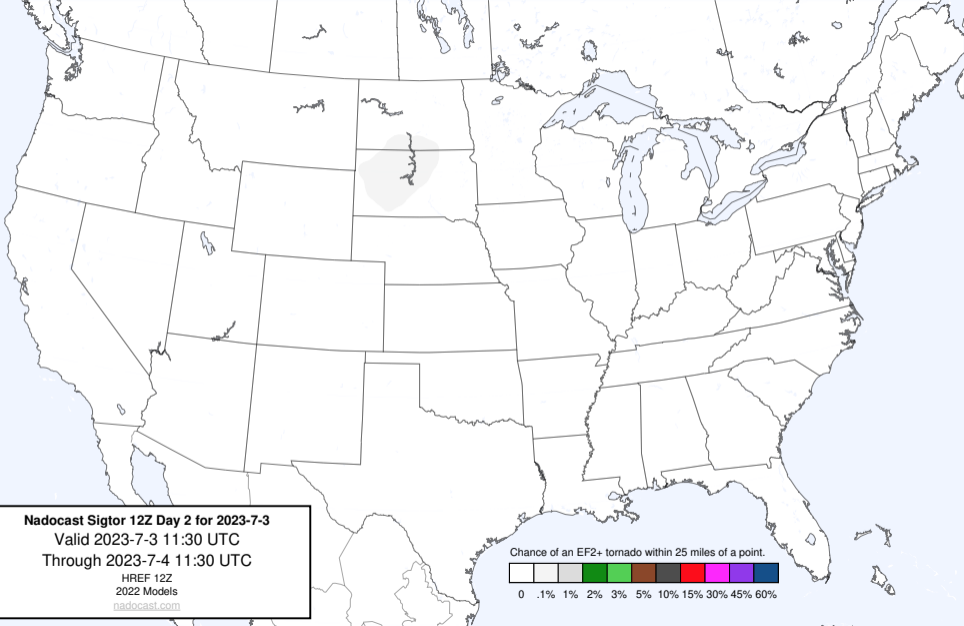 Nadocast Sigtor 12Z Day 2 for 2023-7-3
Valid 2023-7-3 11:30 UTC
Through 2023-7-4 11:30 UTC
HREF 12Z
2022 Models
nadocast.com
Chance of an EF2+ tornado within 25 miles of a point.
0 .1% 1% 2% 3% 5% 10% 15% 30% 45% 60%